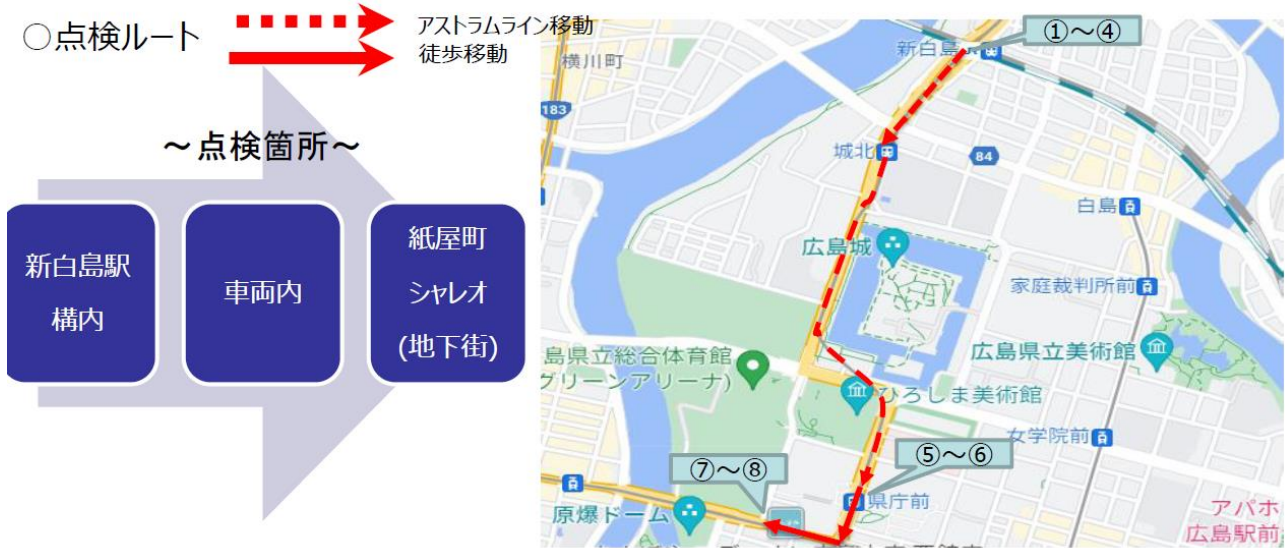 ○点検ルート
アストラムライン移動
徒歩移動
~点検箇所~
新白島駅
構内
車両内
紙屋町
シャレオ
(地下街)
①~④
新白島
横川町
183
城北
84
白島
広島城
家庭裁判所前
島県立総合体育館
グリーンアリーナ)
広島県立美術館
ひろしま美術館
女学院前
⑤~⑥
⑦~⑧
県庁前
原爆ドーム
アパホ
広島駅前